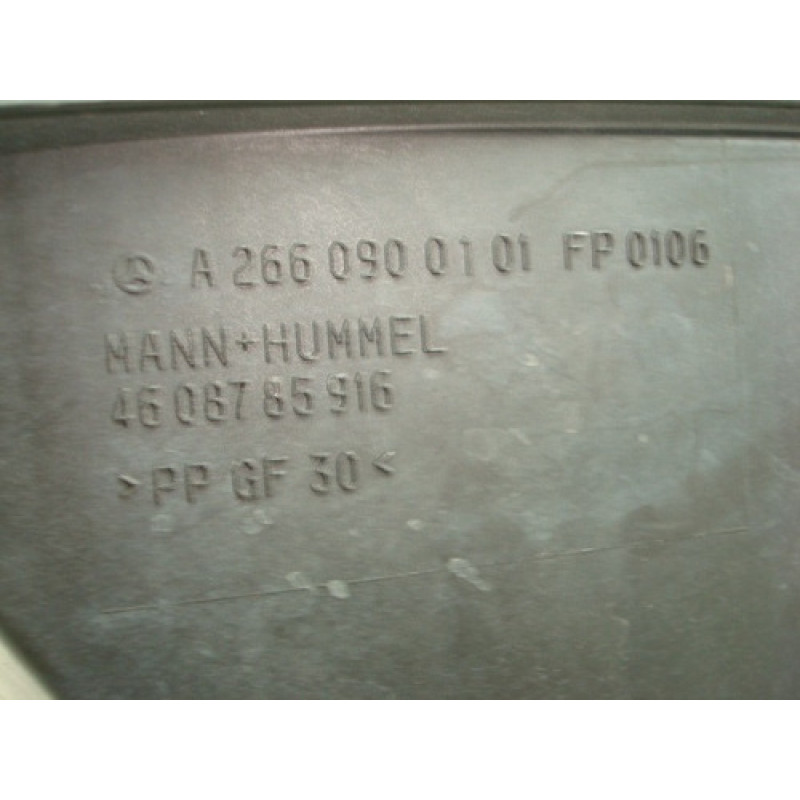 A 266 090 01 01 FP 0106
MANN+HUMMEL
46 087 85 916
>PP GF 30<